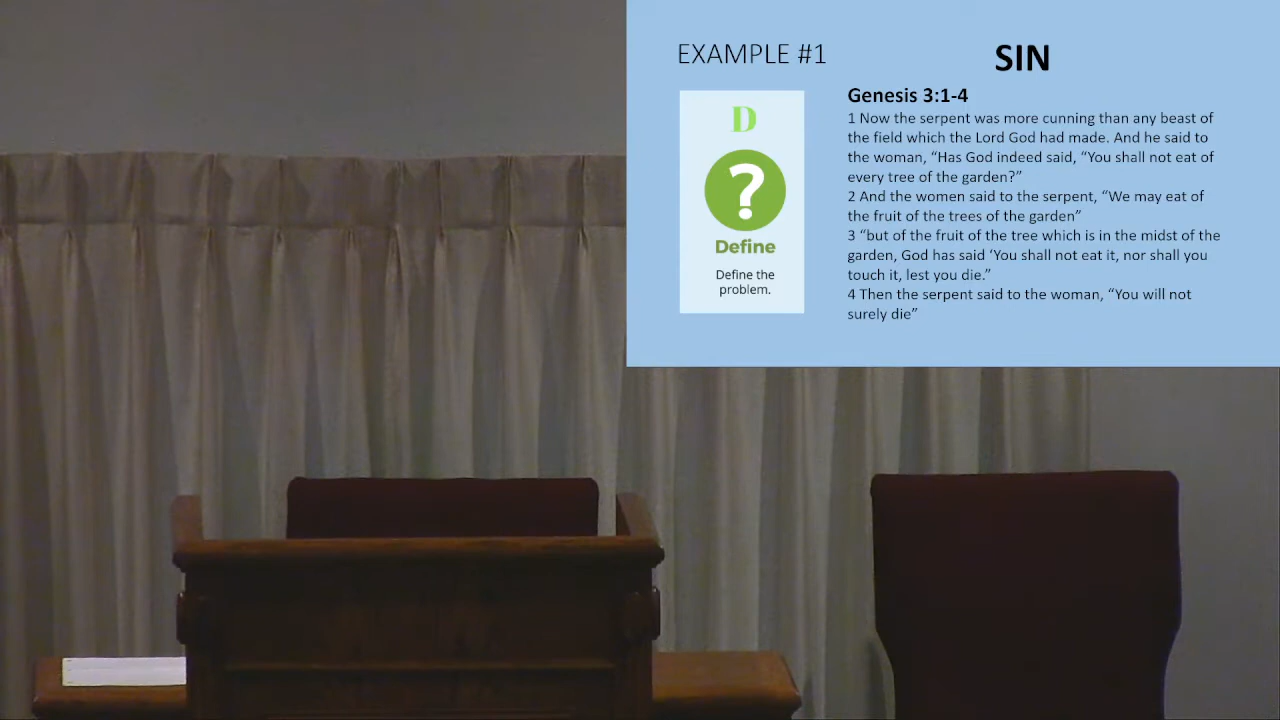 EXAMPLE #1
SIN
D
?
Define
Define the
problem.
Genesis 3:1-4
1 Now the serpent was more cunning than any beast of
the field which the Lord God had made. And he said to
the woman, “Has God indeed said, “You shall not eat of
every tree of the garden?”
2 And the women said to the serpent, “We may eat of
the fruit of the trees of the garden”
3 “but of the fruit of the tree which is in the midst of the
garden, God has said ‘You shall not eat it, nor shall you
touch it, lest you die.”
4 Then the serpent said to the woman, “You will not
surely die”